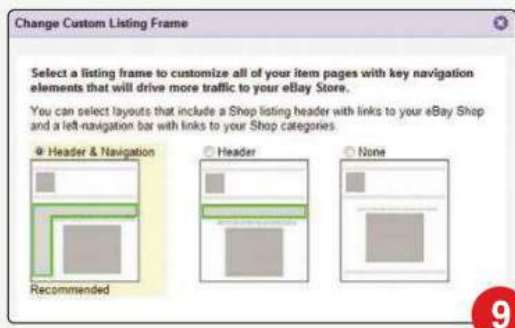 Change Custom Listing Frame
Select a listing frame to customize all of your item pages with key navigation
elements that will drive more traffic to your eBay Store.
You can select layouts that include a Shop listing header with links to your eBay Shop
and a left-navigation bar with links to your Shop categories.
Header & Navigation
Header
None
Recommended
9